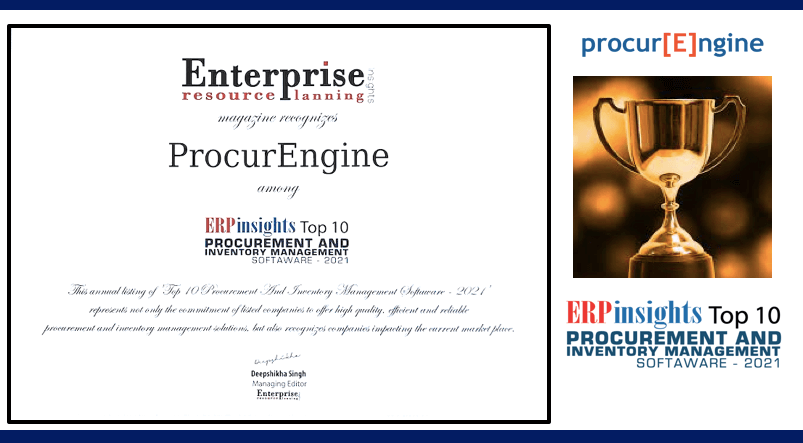 Enterprise
resource planning
insights
magazine recognizes
ProcurEngine
among
ERPinsights Top 10
PROCUREMENT AND
INVENTORY MANAGEMENT
SOFTAWARE - 2021
This annual listing of 'Top 10 Procurement And Inventory Management Softaware - 2021'
represents not only the commitment of listed companies to offer high quality, efficient and reliable
procurement and inventory management solutions, but also recognizes companies impacting the current market place.
Deepshikha
Deepshikha Singh
Managing Editor
Enterprise
resource planning
procur[E]ngine
ERPinsights Top 10
PROCUREMENT AND
INVENTORY MANAGEMENT
SOFTAWARE - 2021